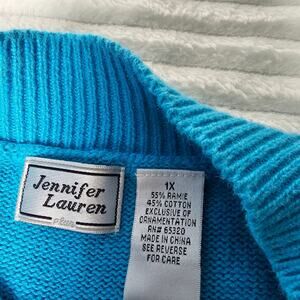 Jennifer
Lauren
plus
1X
55% RAMIE
45% COTTON
EXCLUSIVE OF
ORNAMENTATION
RN# 65320
MADE IN CHINA
SEE REVERSE
FOR CARE